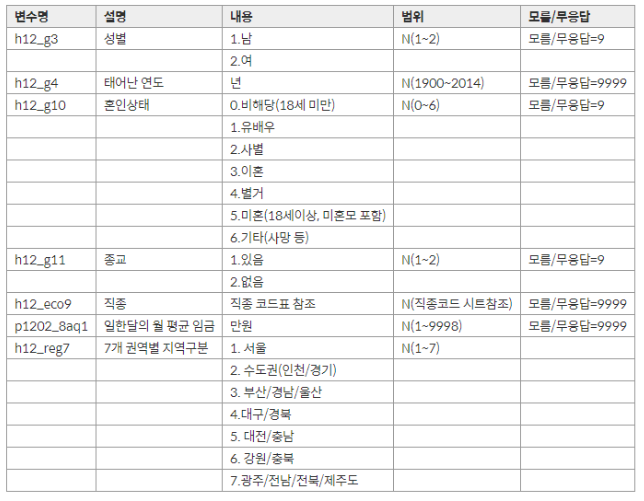 변수명 설명 내용 범위 모름/무응답
h12_g3 성별 1.남 N(1~2) 모름/무응답=9
2.여
h12_g4 태어난 연도 년 N(1900~2014) 모름/무응답=9999
h12_g10 혼인상태 0.비해당(18세 미만) N(0~6) 모름/무응답=9
1.유배우
2.사별
3.이혼
4.별거
5.미혼(18세이상, 미혼모 포함)
6.기타(사망 등)
h12_g11 종교 1.있음 N(1~2) 모름/무응답=9
2.없음
h12_eco9 직종 직종 코드표 참조 N(직종코드 시트참조) 모름/무응답=9999
p1202_8aq1 일한달의 월 평균 임금 만원 N(1~9998) 모름/무응답=9999
h12_reg7 7개 권역별 지역구분 1. 서울 N(1~7)
2. 수도권(인천/경기)
3. 부산/경남/울산
4.대구/경북
5. 대전/충남
6. 강원/충북
7.광주/전남/전북/제주도